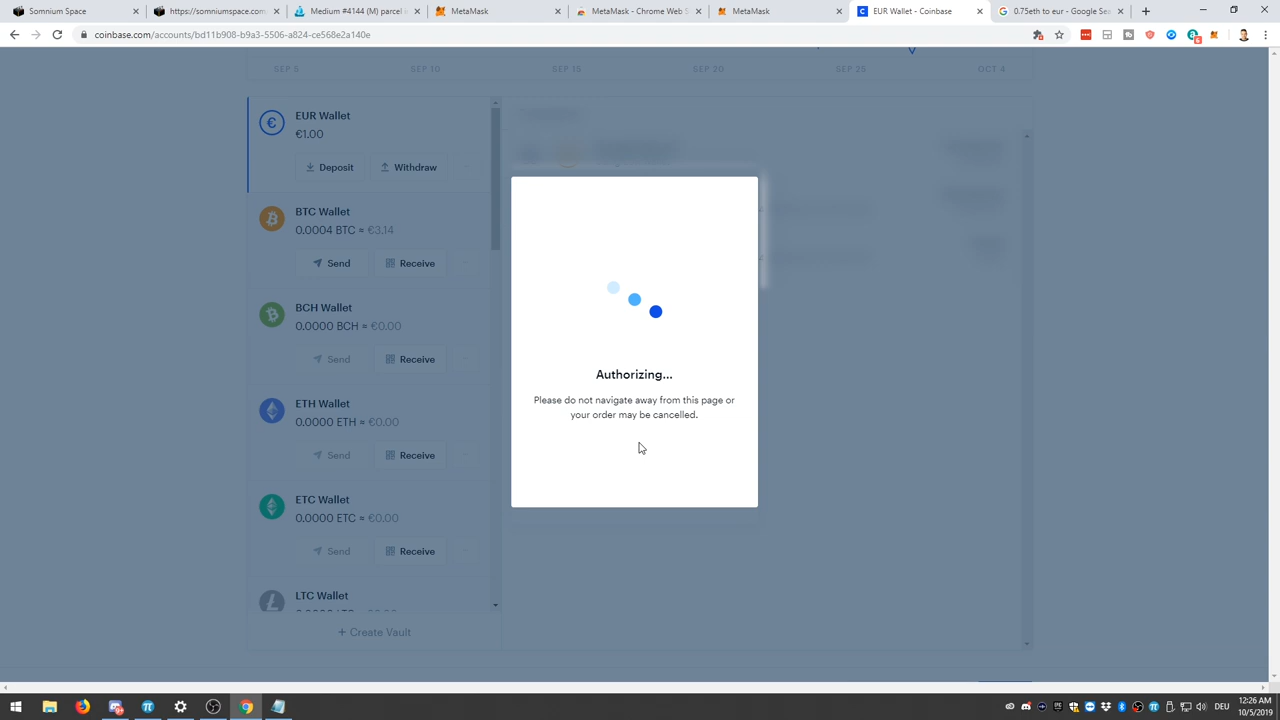 Somnium Space
https://somniumspace.com
Medium #4144 (M) parcel i
MetaMask
MetaMask - Chrome Web S
MetaMask
EUR Wallet - Coinbase
0.75eth to eur - Google Sea
coinbase.com/accounts/bd11b908-b9a3-5506-a824-ce568e2a140e
SEP 5
SEP 10
SEP 15
SEP 20
SEP 25
OCT 4
EUR Wallet
€1.00
Deposit
Withdraw
BTC Wallet
0.0004 BTC ≈ €3.14
Send
Receive
BCH Wallet
0.0000 BCH ≈ €0.00
Send
Receive
ETH Wallet
0.0000 ETH ≈ €0.00
Send
Receive
ETC Wallet
0.0000 ETC ≈ €0.00
Send
Receive
LTC Wallet
+ Create Vault
Authorizing...
Please do not navigate away from this page or
your order may be cancelled.
DEU
12:26 AM
10/5/2019